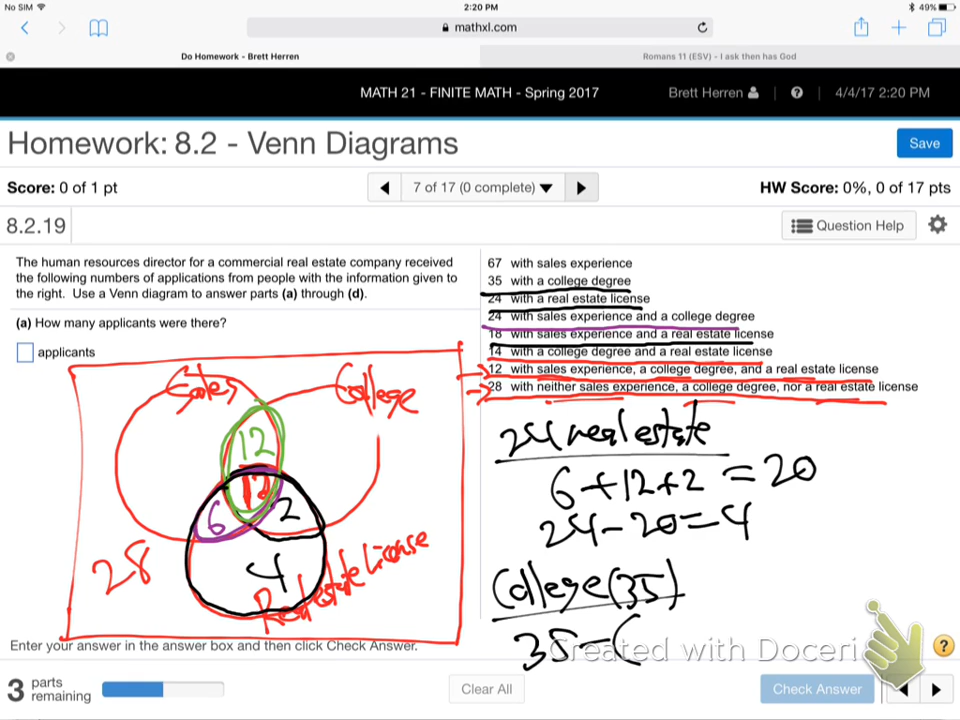 No SIM 2:20 PM 49%
mathxl.com
Do Homework - Brett Herren Romans 11 (ESV) - I ask then has God
MATH 21 - FINITE MATH - Spring 2017 Brett Herren ? 4/4/17 2:20 PM
Homework: 8.2 - Venn Diagrams Save
Score: 0 of 1 pt 7 of 17 (0 complete) HW Score: 0%, 0 of 17 pts
8.2.19 Question Help
The human resources director for a commercial real estate company received
the following numbers of applications from people with the information given to
the right. Use a Venn diagram to answer parts (a) through (d).
(a) How many applicants were there?
applicants
67 with sales experience
35 with a college degree
24 with a real estate license
24 with sales experience and a college degree
18 with sales experience and a real estate license
14 with a college degree and a real estate license
12 with sales experience, a college degree, and a real estate license
28 with neither sales experience, a college degree, nor a real estate license
Sales College
12
12
6 2
4
28
Real estate License
24 real estate
6+12+2 = 20
24-20=4
College (35)
35-(
Created with Doceri
Enter your answer in the answer box and then click Check Answer. ?
3 parts remaining Clear All Check Answer